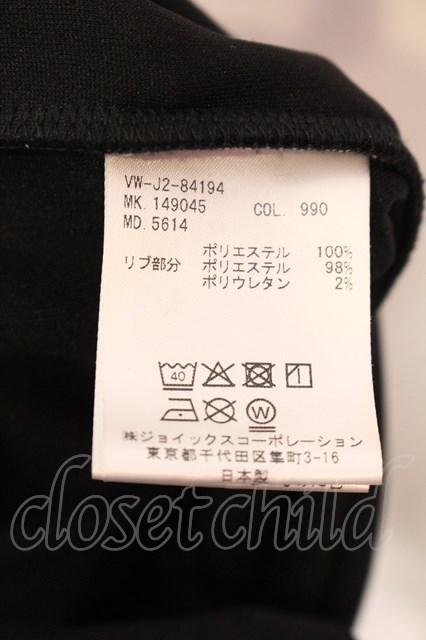 VW-J2-84194
MK. 149045 COL. 990
MD. 5614
ポリエステル 100%
リブ部分 ポリエステル 98%
ポリウレタン 2%
40
W
㈱ジョイックスコーポレーション
東京都千代田区隼町3-16
日本製
closetchild